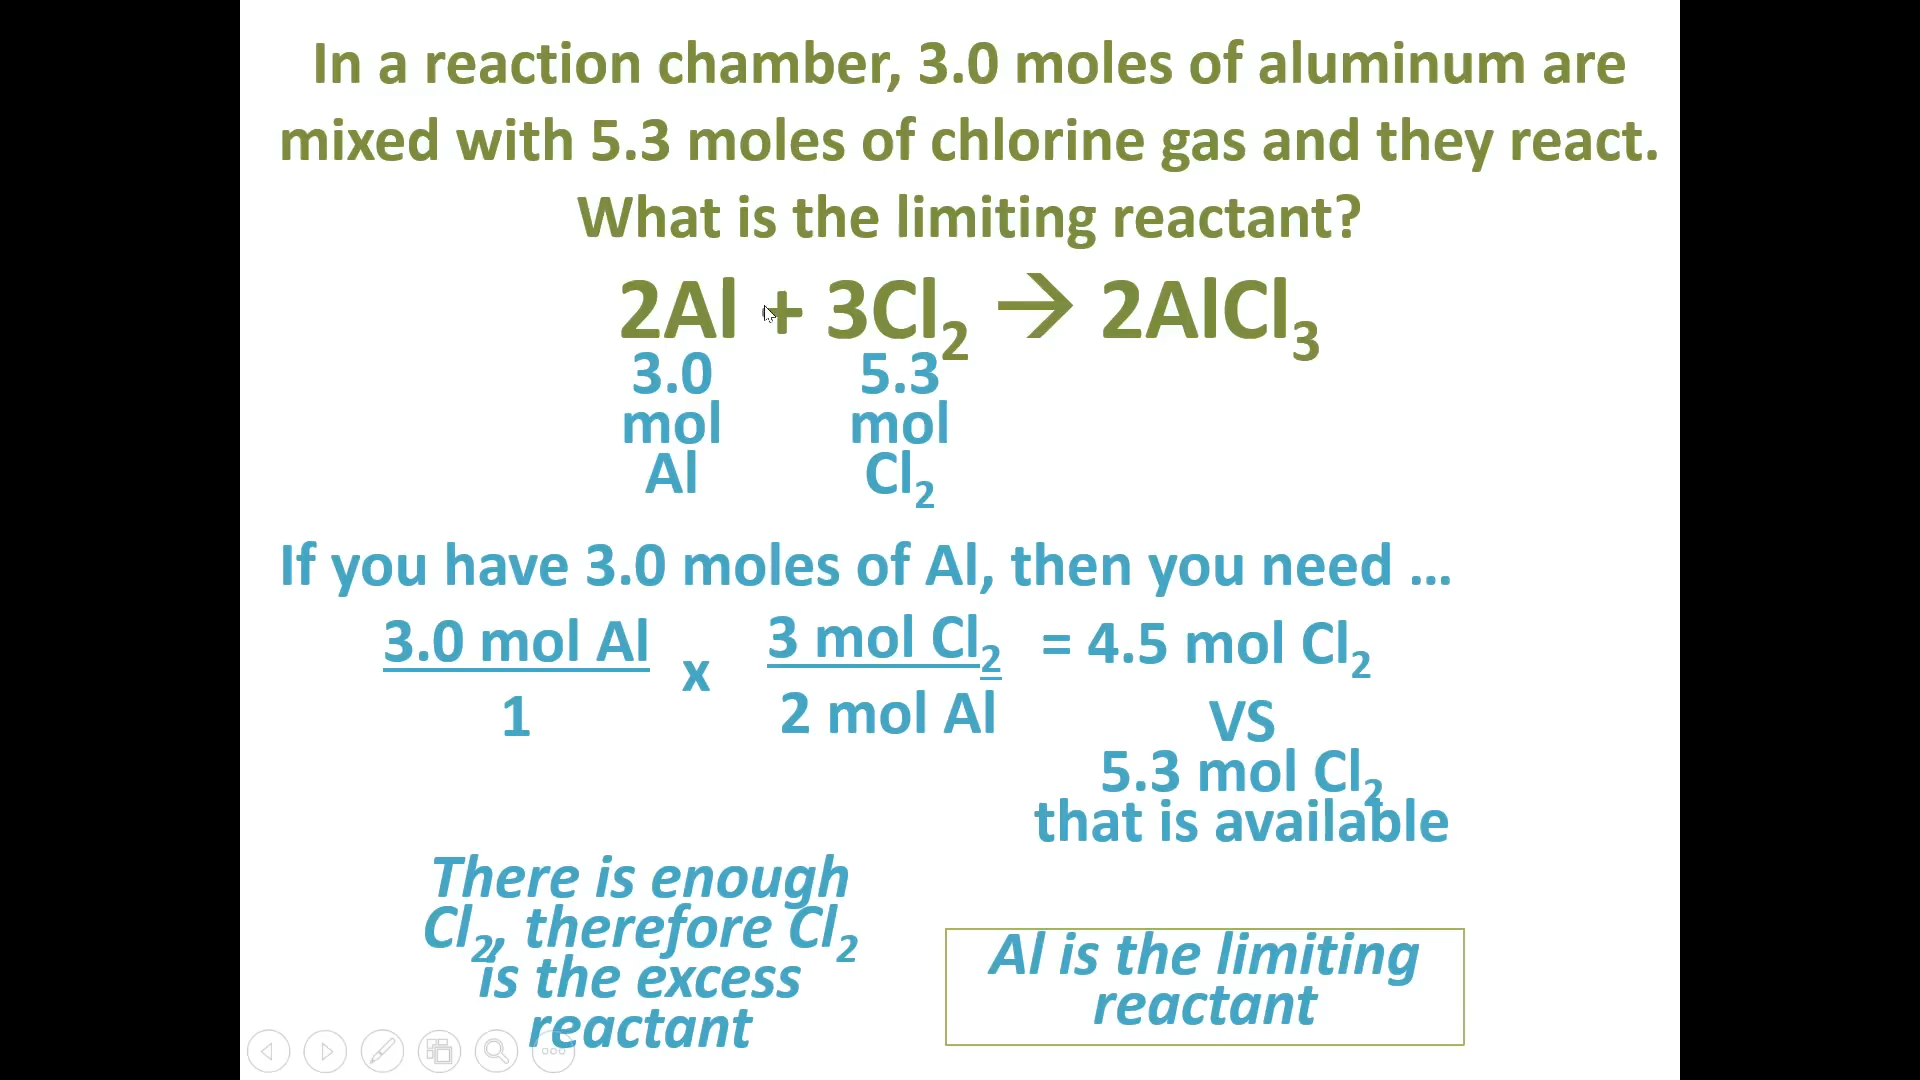 In a reaction chamber, 3.0 moles of aluminum are
mixed with 5.3 moles of chlorine gas and they react.
What is the limiting reactant?
2Al + 3Cl₂ → 2AlCl₃
3.0 mol Al
5.3 mol Cl₂
If you have 3.0 moles of Al, then you need ...
3.0 mol Al x 3 mol Cl₂ = 4.5 mol Cl₂
1 2 mol Al
VS
5.3 mol Cl₂
that is available
There is enough
Cl₂, therefore Cl₂
is the excess
reactant
Al is the limiting
reactant